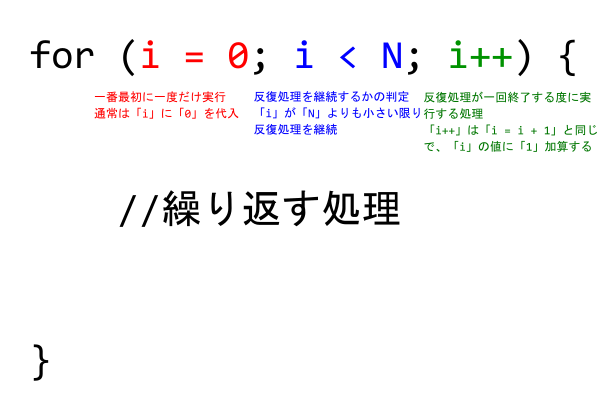 for (i = 0; i < N; i++) {
一番最初に一度だけ実行
通常は「i」に「0」を代入
反復処理を継続するかの判定
「i」が「N」よりも小さい限り
反復処理を継続
反復処理が一回終了する度に実
行する処理
「i++」は「i = i + 1」と同じ
で、「i」の値に「1」加算する
//繰り返す処理
}